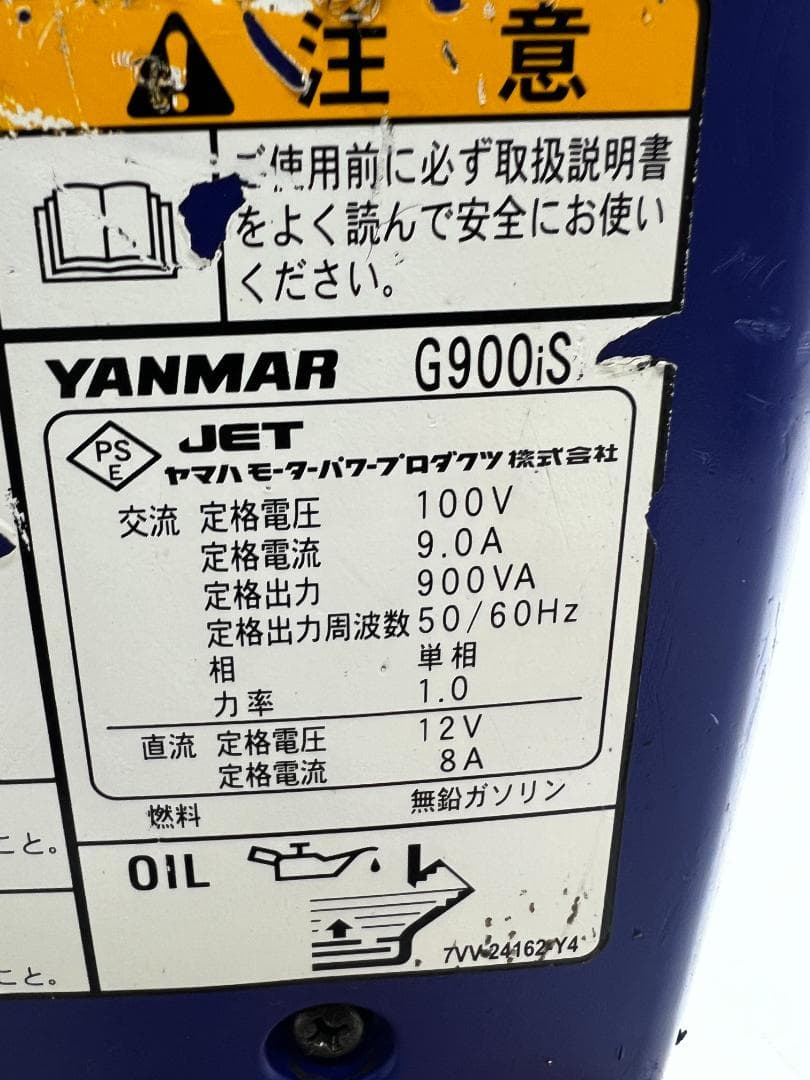 注意
ご使用前に必ず取扱説明書
をよく読んで安全にお使い
ください。
YANMAR G900iS
PSE JET
ヤマハモーターパワープロダクツ株式会社
交流 定格電圧 100V
定格電流 9.0A
定格出力 900VA
定格出力周波数 50/60Hz
相 単相
力率 1.0
直流 定格電圧 12V
定格電流 8A
燃料 無鉛ガソリン
こと。
OIL
7VV-24162-Y4
こと。